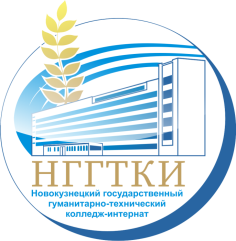 НГГТКИ
Новокузнецкий государственный
гуманитарно-технический
колледж-интернат